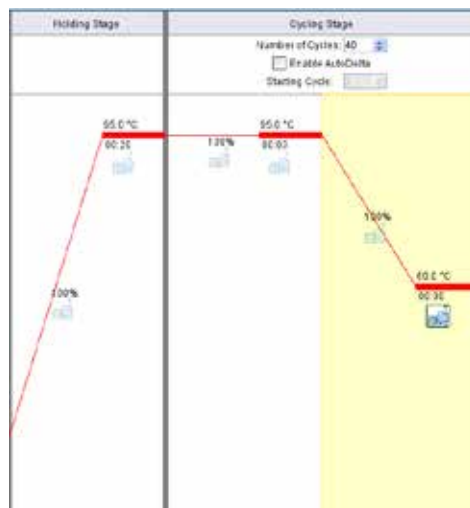 Holding Stage
Cycling Stage
Number of Cycles: 40
Enable AutoDelta
Starting Cycle:
95.0 °C
00:20
100%
95.0 °C
00:03
100%
100%
60.0 °C
00:30